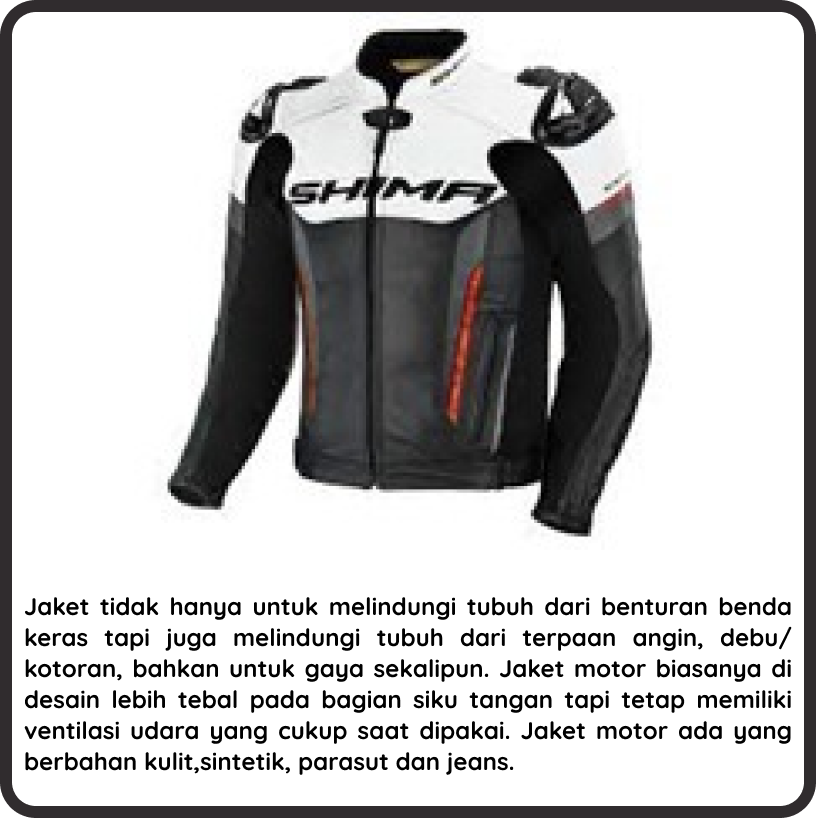 SHIMA
Jaket tidak hanya untuk melindungi tubuh dari benturan benda
keras tapi juga melindungi tubuh dari terpaan angin, debu/
kotoran, bahkan untuk gaya sekalipun. Jaket motor biasanya di
desain lebih tebal pada bagian siku tangan tapi tetap memiliki
ventilasi udara yang cukup saat dipakai. Jaket motor ada yang
berbahan kulit,sintetik, parasut dan jeans.